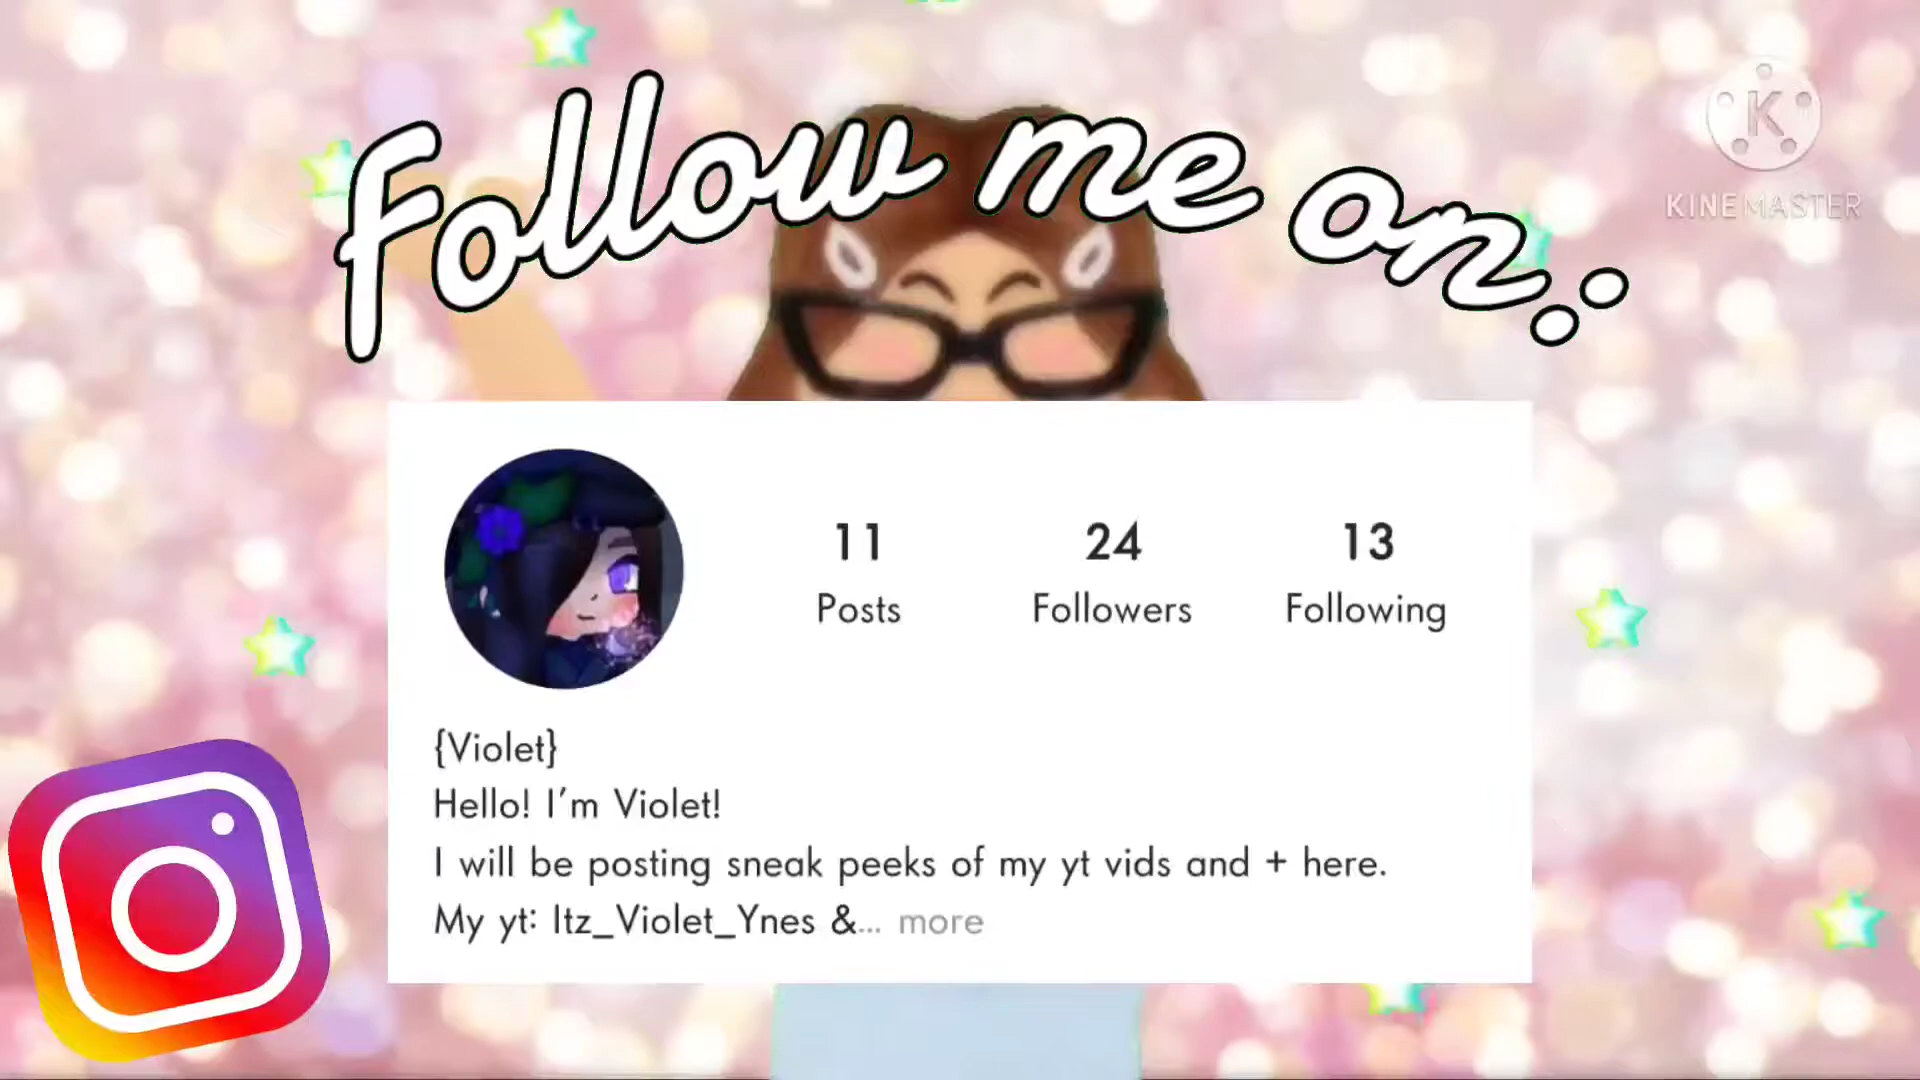 Follow me on:
K
KINEMASTER
11
24
13
Posts
Followers
Following
{Violet}
Hello! I'm Violet!
I will be posting sneak peeks of my yt vids and + here.
My yt: Itz_Violet_Ynes &... more